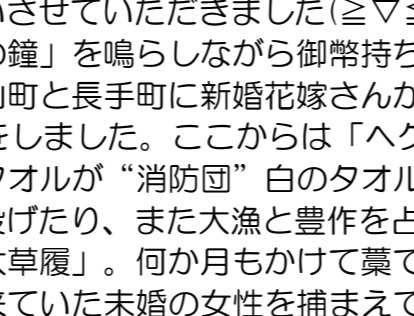 いさせていただきました(≧▽≦
の鐘」を鳴らしながら御幣持ち
山町と長手町に新婚花嫁さんが
をしました。ここからは「ヘグ
タオルが“消防団”白のタオル
投げたり、また大漁と豊作を占
大草履」。何か月もかけて藁で
来ていた未婚の女性を捕まえて